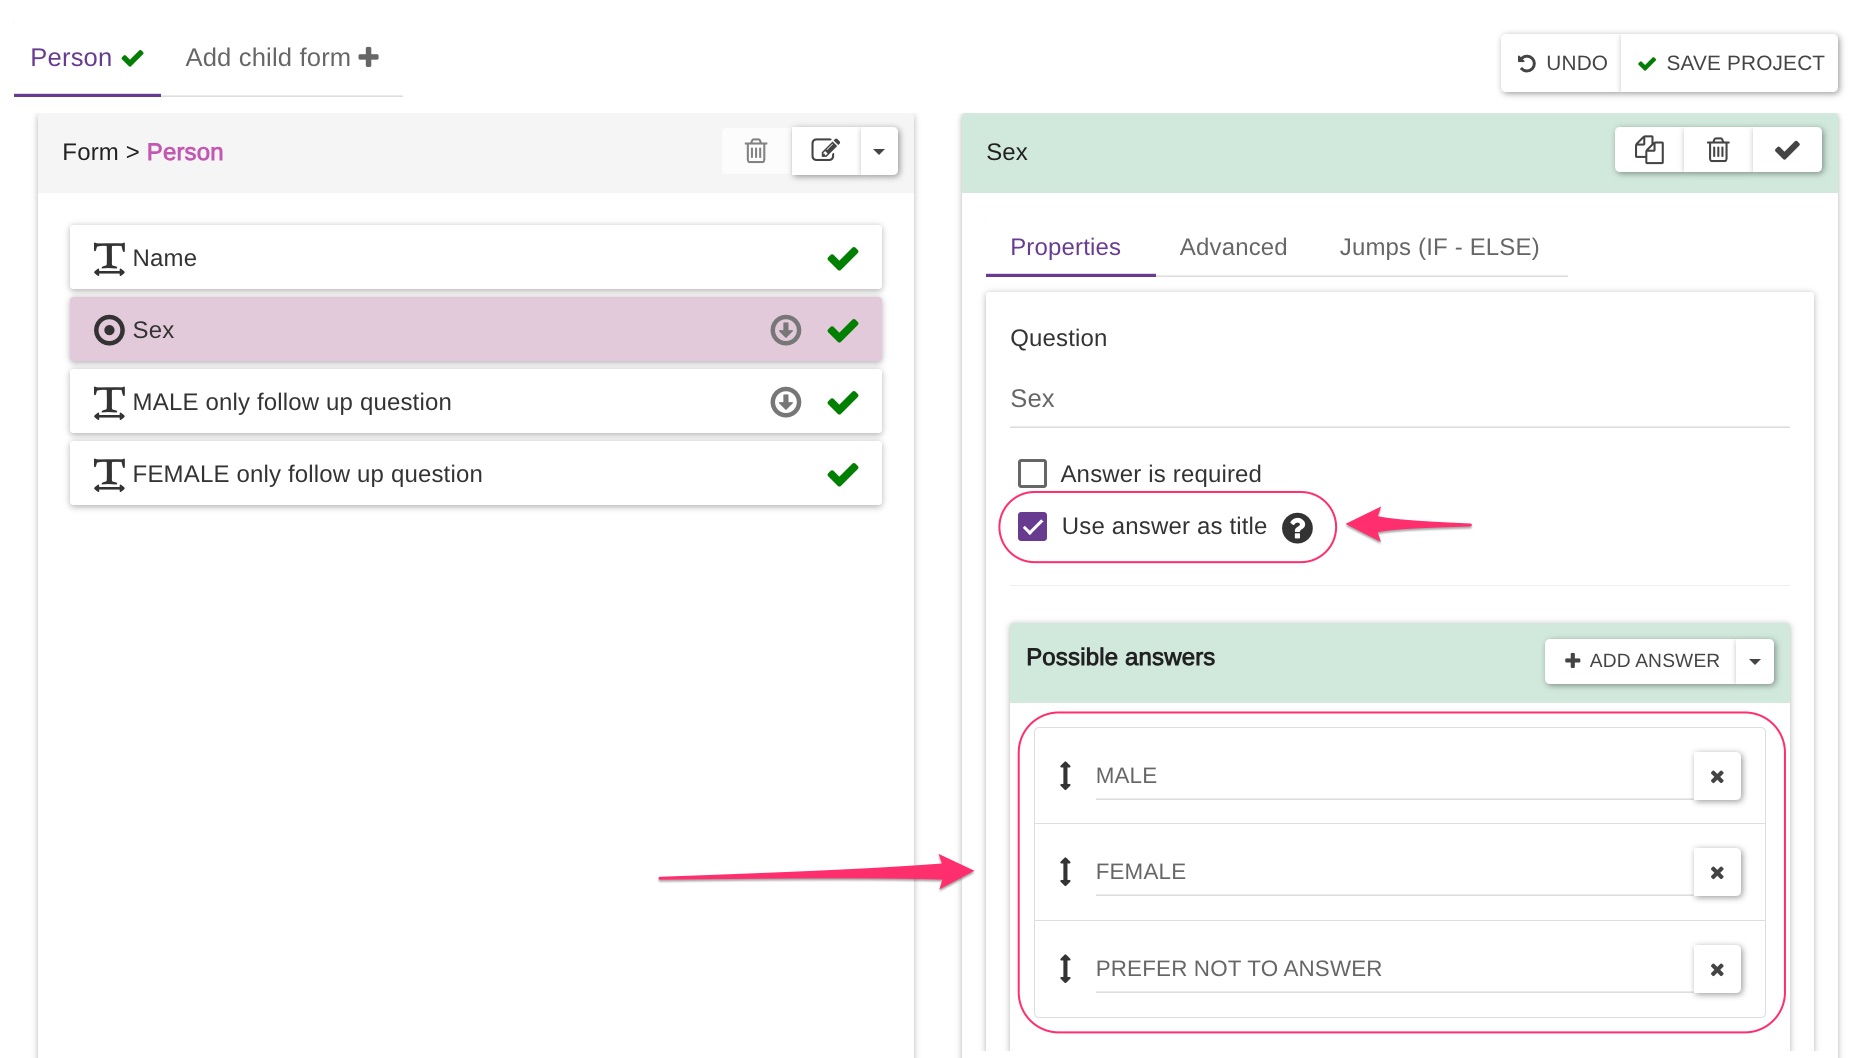 Person
Add child form
UNDO
SAVE PROJECT
Form > Person
Name
Sex
MALE only follow up question
FEMALE only follow up question
Sex
Properties
Advanced
Jumps (IF - ELSE)
Question
Sex
Answer is required
Use answer as title ?
Possible answers
ADD ANSWER
MALE
FEMALE
PREFER NOT TO ANSWER